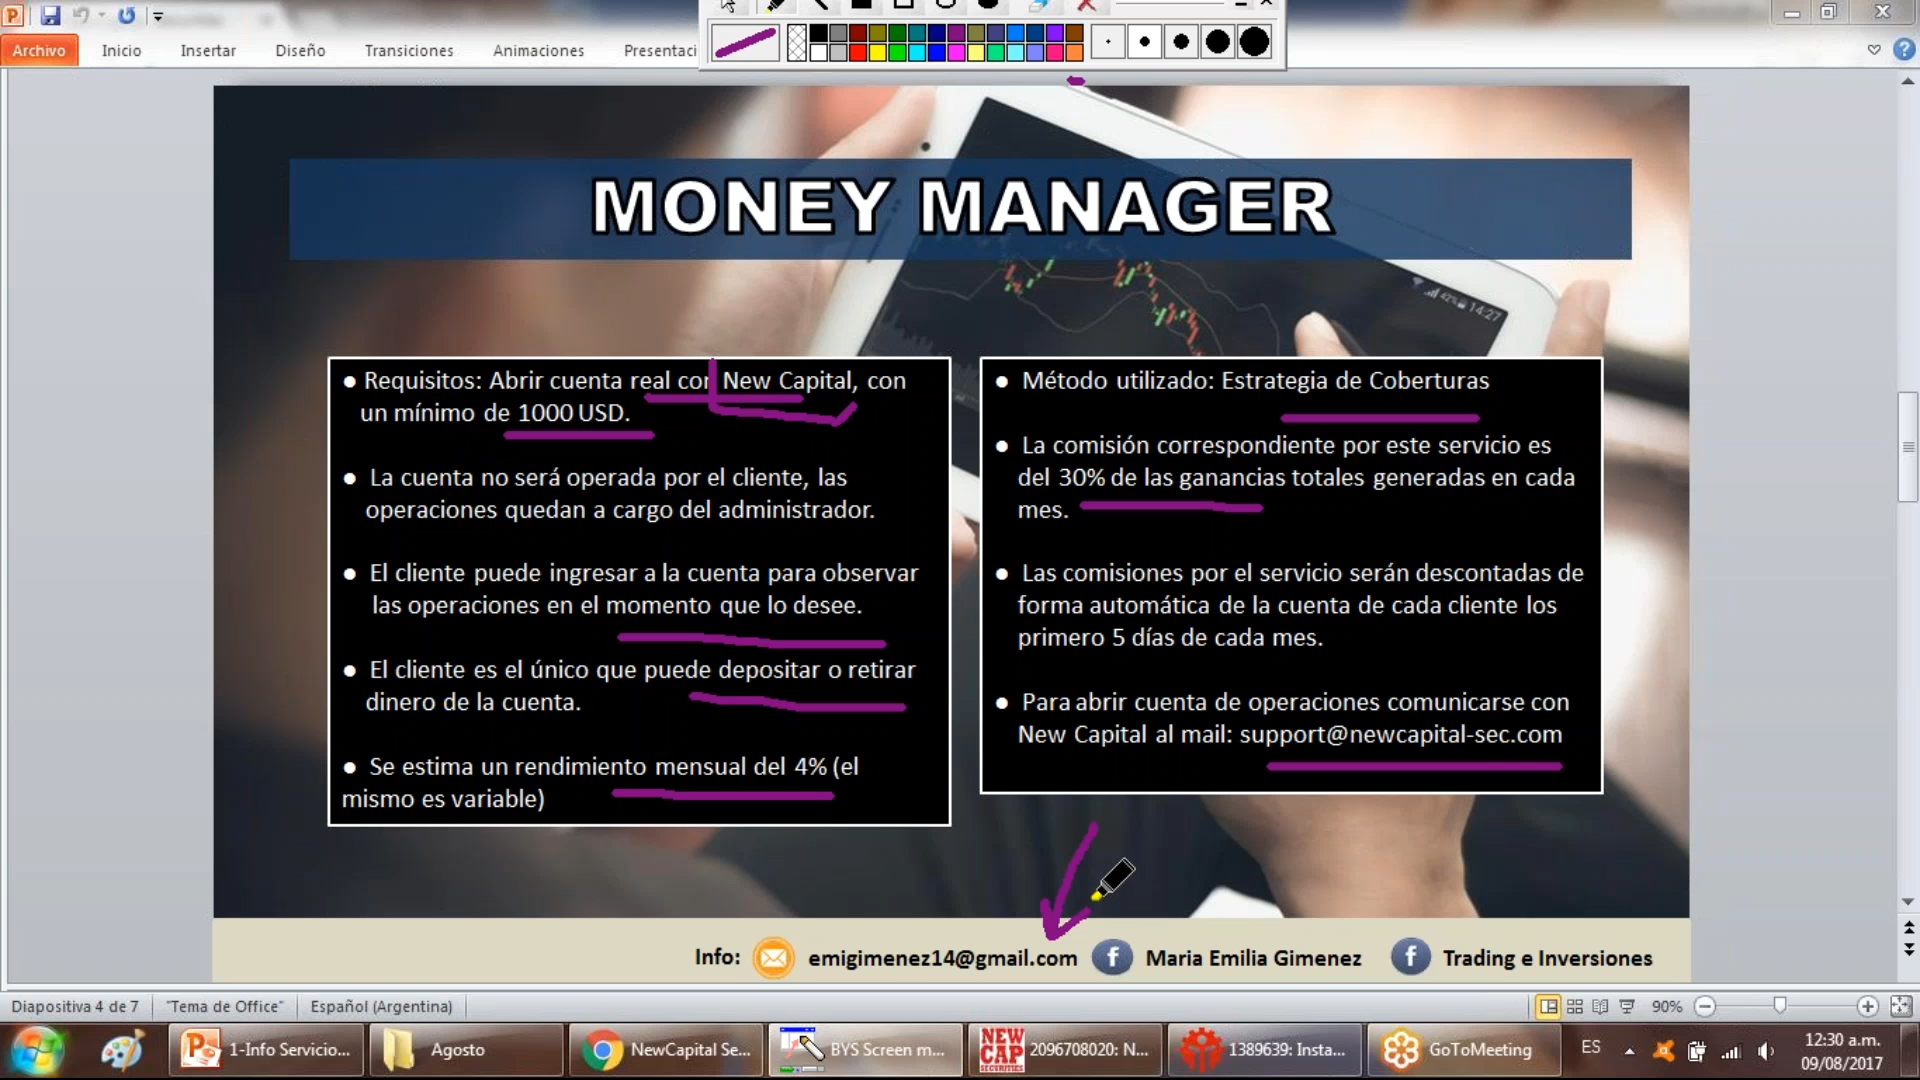 Archivo Inicio Insertar Diseño Transiciones Animaciones
MONEY MANAGER
42% 14:27
● Requisitos: Abrir cuenta real con New Capital, con
un mínimo de 1000 USD.
● La cuenta no será operada por el cliente, las
operaciones quedan a cargo del administrador.
● El cliente puede ingresar a la cuenta para observar
las operaciones en el momento que lo desee.
● El cliente es el único que puede depositar o retirar
dinero de la cuenta.
● Se estima un rendimiento mensual del 4% (el
mismo es variable)
● Método utilizado: Estrategia de Coberturas
● La comisión correspondiente por este servicio es
del 30% de las ganancias totales generadas en cada
mes.
● Las comisiones por el servicio serán descontadas de
forma automática de la cuenta de cada cliente los
primero 5 días de cada mes.
● Para abrir cuenta de operaciones comunicarse con
New Capital al mail: support@newcapital-sec.com
Info: emigimenez14@gmail.com Maria Emilia Gimenez Trading e Inversiones
Diapositiva 4 de 7 "Tema de Office" Español (Argentina) 90%
1-Info Servicio... Agosto NewCapital Se... BYS Screen m... NEW CAP SECURITIES 2096708020: N... 1389639: Insta... GoToMeeting ES 12:30 a.m.
09/08/2017